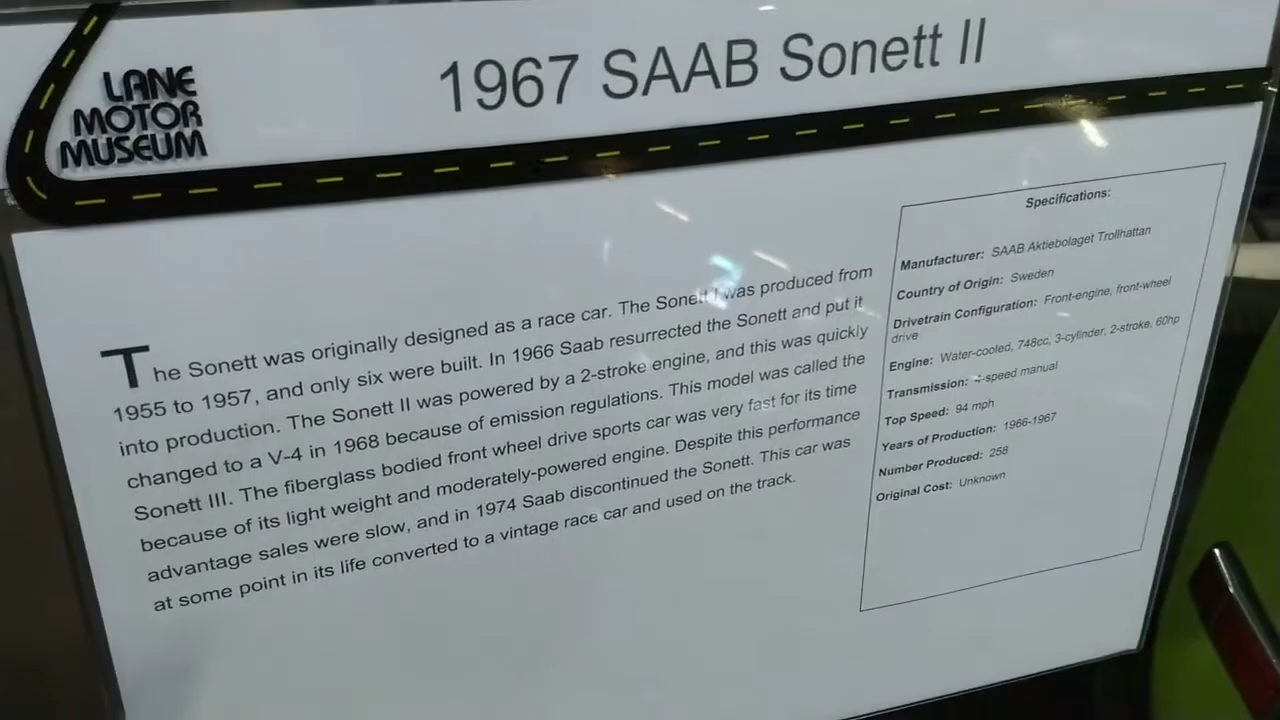 LANE
MOTOR
MUSEUM
1967 SAAB Sonett II
The Sonett was originally designed as a race car. The Sonett I was produced from
1955 to 1957, and only six were built. In 1966 Saab resurrected the Sonett and put it
into production. The Sonett II was powered by a 2-stroke engine, and this was quickly
changed to a V-4 in 1968 because of emission regulations. This model was called the
Sonett III. The fiberglass bodied front wheel drive sports car was very fast for its time
because of its light weight and moderately-powered engine. Despite this performance
advantage sales were slow, and in 1974 Saab discontinued the Sonett. This car was
at some point in its life converted to a vintage race car and used on the track.
Specifications:
Manufacturer: SAAB Aktiebolaget Trollhattan
Country of Origin: Sweden
Drivetrain Configuration: Front-engine, front-wheel
drive
Engine: Water-cooled, 748cc, 3-cylinder, 2-stroke, 60hp
Transmission: 4-speed manual
Top Speed: 94 mph
Years of Production: 1966-1967
Number Produced: 258
Original Cost: Unknown